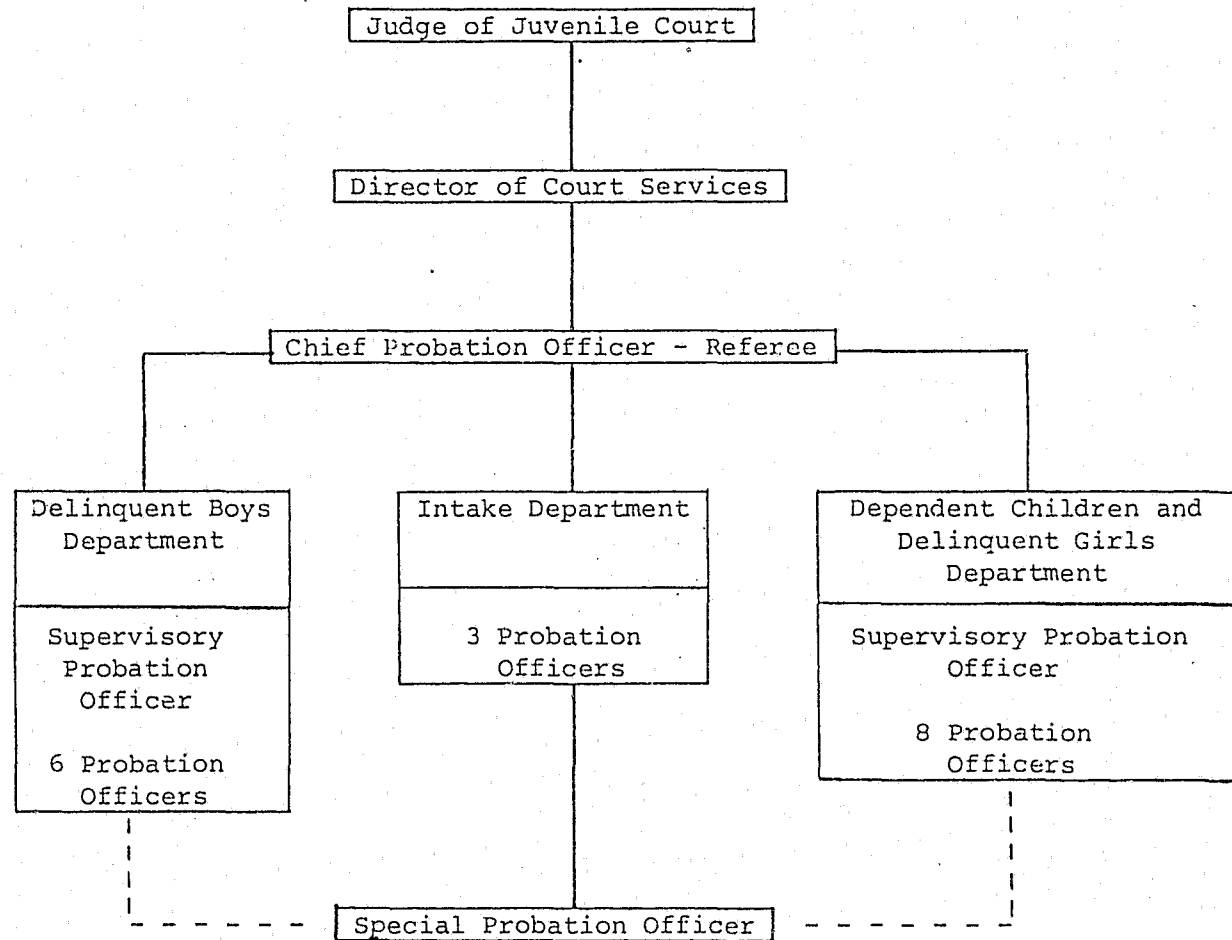 Judge of Juvenile Court
Director of Court Services
Chief Probation Officer - Referee
Delinquent Boys
Department
Supervisory
Probation
Officer
6 Probation
Officers
Intake Department
3 Probation
Officers
Dependent Children and
Delinquent Girls
Department
Supervisory Probation
Officer
8 Probation
Officers
Special Probation Officer